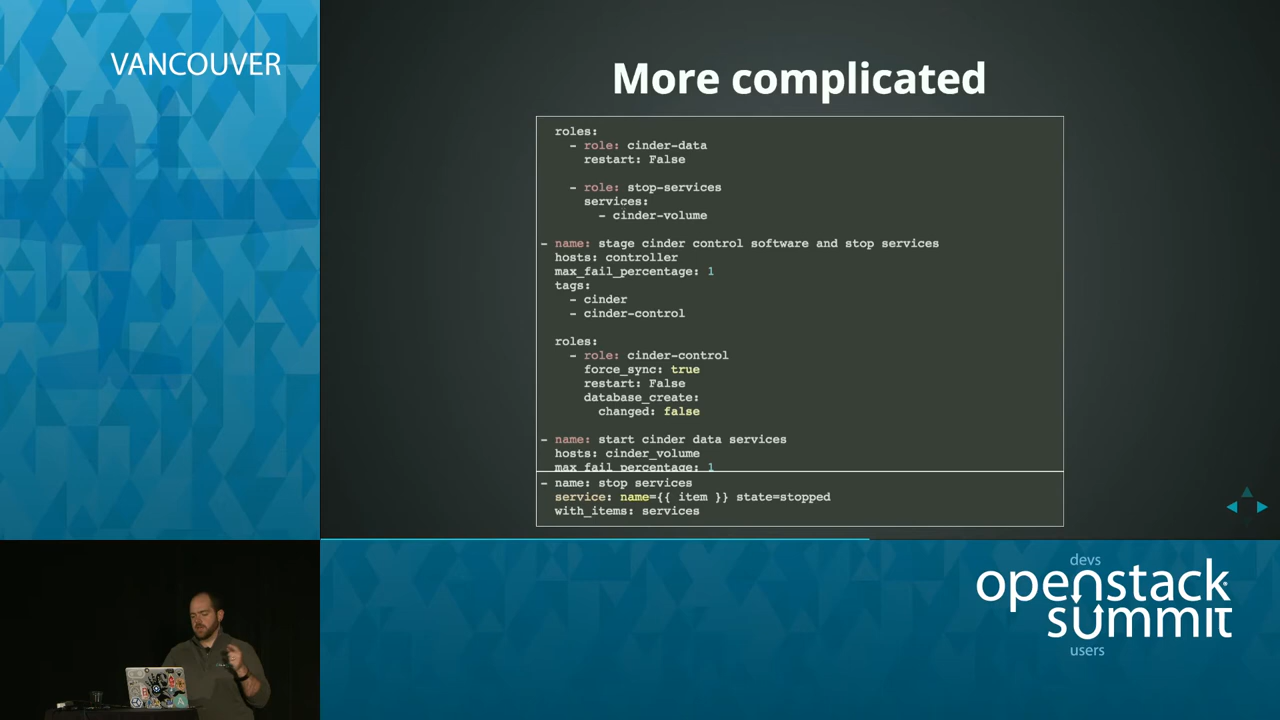 VANCOUVER
More complicated
roles:
- role: cinder-data
restart: False
- role: stop-services
services:
- cinder-volume
- name: stage cinder control software and stop services
hosts: controller
max_fail_percentage: 1
tags:
- cinder
- cinder-control
roles:
- role: cinder-control
force_sync: true
restart: False
database_create:
changed: false
- name: start cinder data services
hosts: cinder_volume
max_fail_percentage: 1
- name: stop services
service: name={{ item }} state=stopped
with_items: services
devs
openstack
summit
users